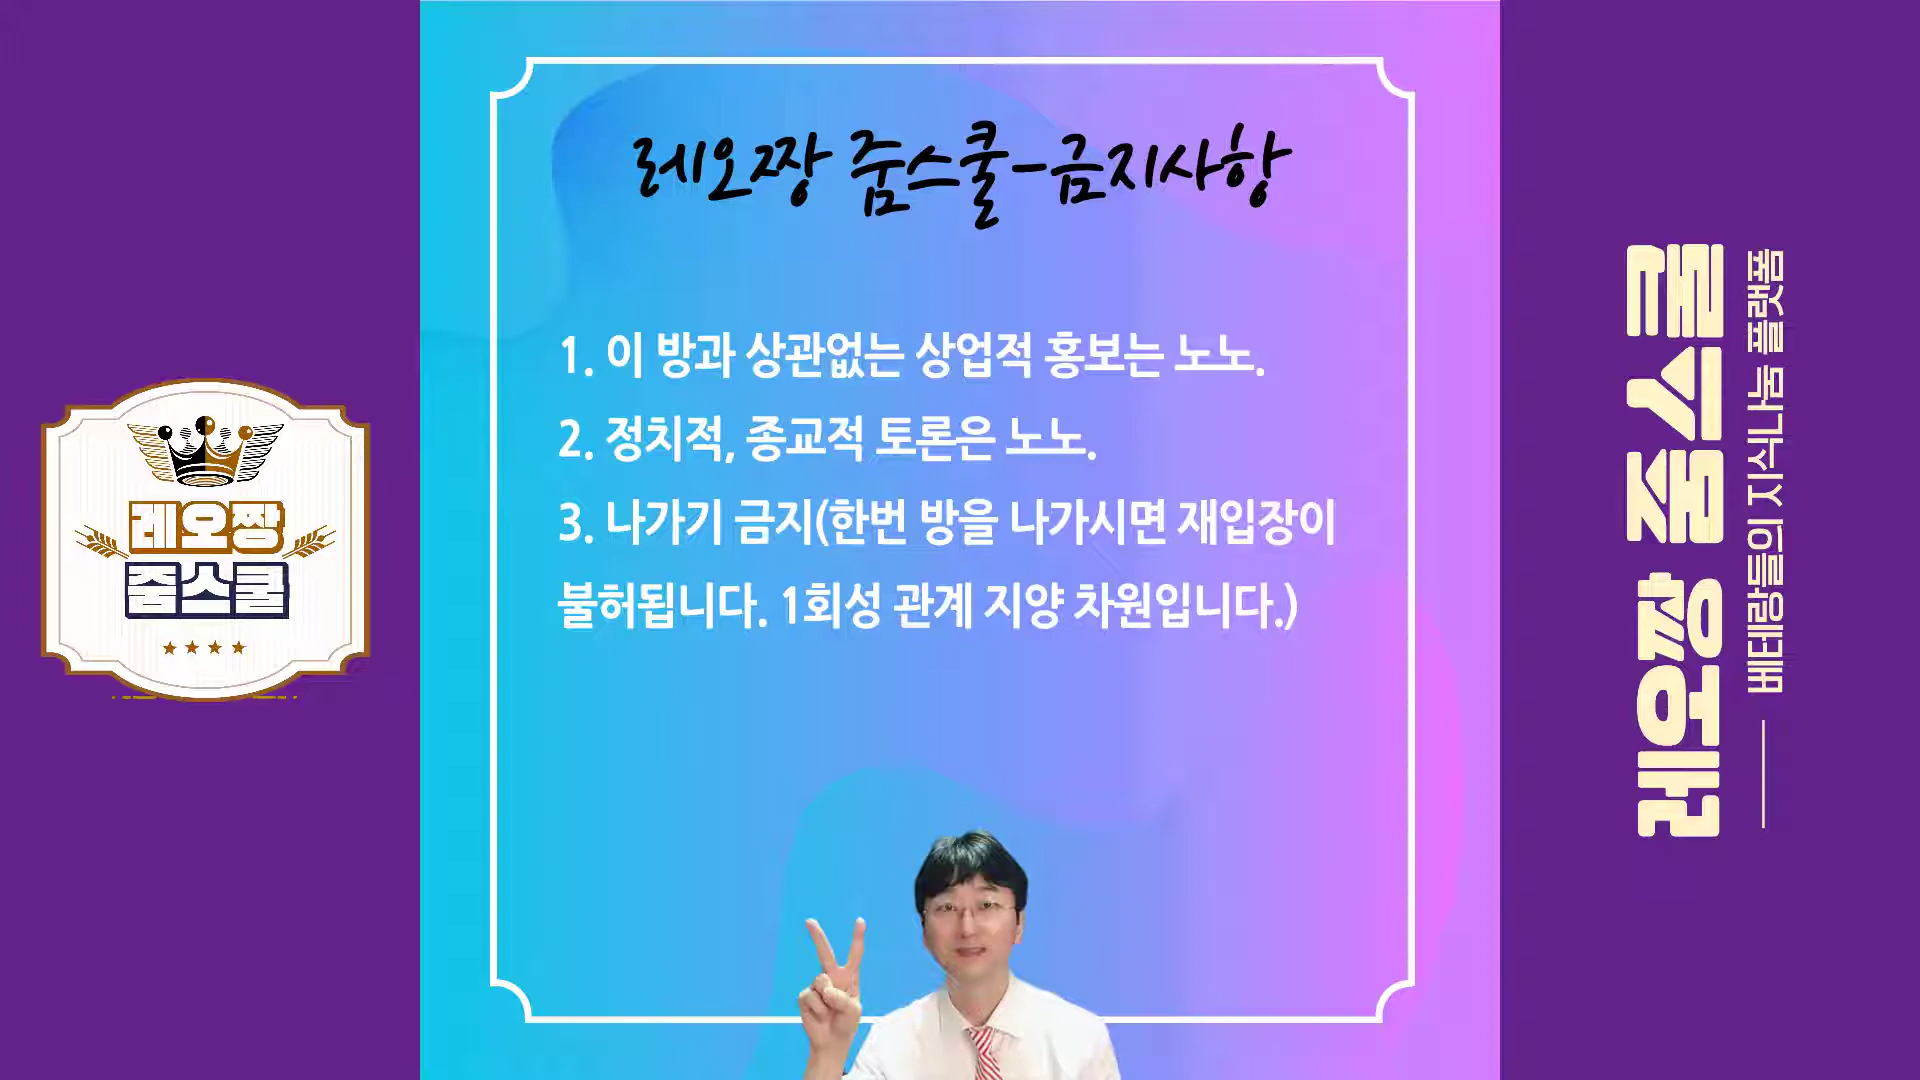 레오짱 줌스쿨-금지사항
1. 이 방과 상관없는 상업적 홍보는 노노.
2. 정치적, 종교적 토론은 노노.
3. 나가기 금지(한번 방을 나가시면 재입장이
불허됩니다. 1회성 관계 지양 차원입니다.)
레오짱
줌스쿨
레오짱 줌스쿨
베테랑들의 지식나눔 플랫폼